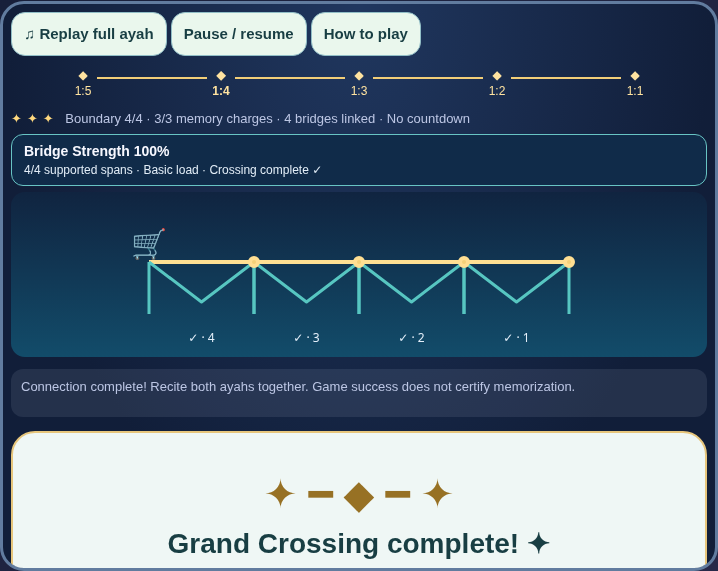 ♫ Replay full ayah Pause / resume How to play
1:5 1:4 1:3 1:2 1:1
Boundary 4/4 · 3/3 memory charges · 4 bridges linked · No countdown
Bridge Strength 100%
4/4 supported spans · Basic load · Crossing complete ✓
✓ · 4 ✓ · 3 ✓ · 2 ✓ · 1
Connection complete! Recite both ayahs together. Game success does not certify memorization.
Grand Crossing complete! ✦